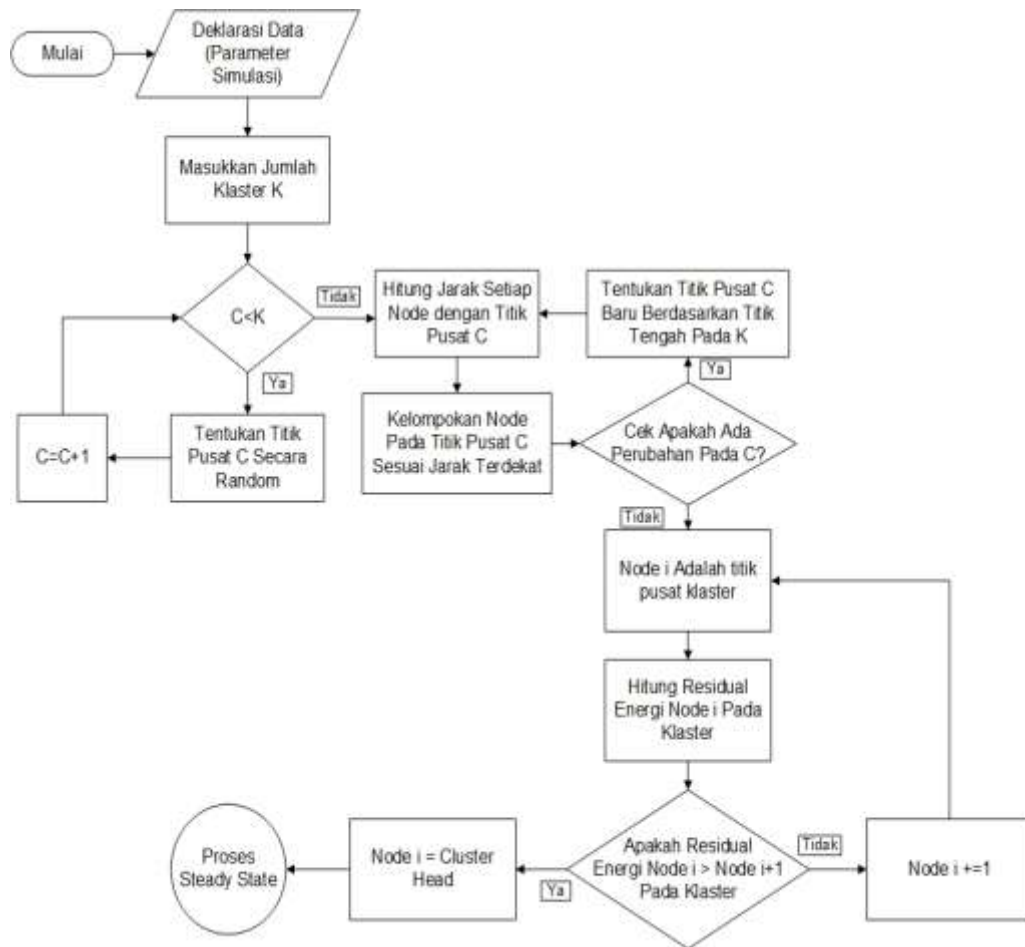 Mulai
Deklarasi Data
(Parameter
Simulasi)
Masukkan Jumlah
Klaster K
C<K
Tidak
Ya
Tentukan Titik
Pusat C Secara
Random
C=C+1
Hitung Jarak Setiap
Node dengan Titik
Pusat C
Kelompokan Node
Pada Titik Pusat C
Sesuai Jarak Terdekat
Tentukan Titik Pusat C
Baru Berdasarkan Titik
Tengah Pada K
Ya
Cek Apakah Ada
Perubahan Pada C?
Tidak
Node i Adalah titik
pusat klaster
Hitung Residual
Energi Node i Pada
Klaster
Apakah Residual
Energi Node i > Node i+1
Pada Klaster
Tidak
Node i +=1
Ya
Node i = Cluster
Head
Proses
Steady State